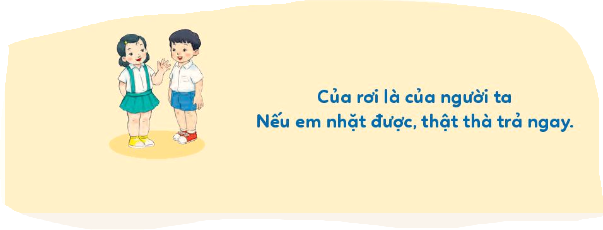 Của rơi là của người ta
Nếu em nhặt được, thật thà trả ngay.